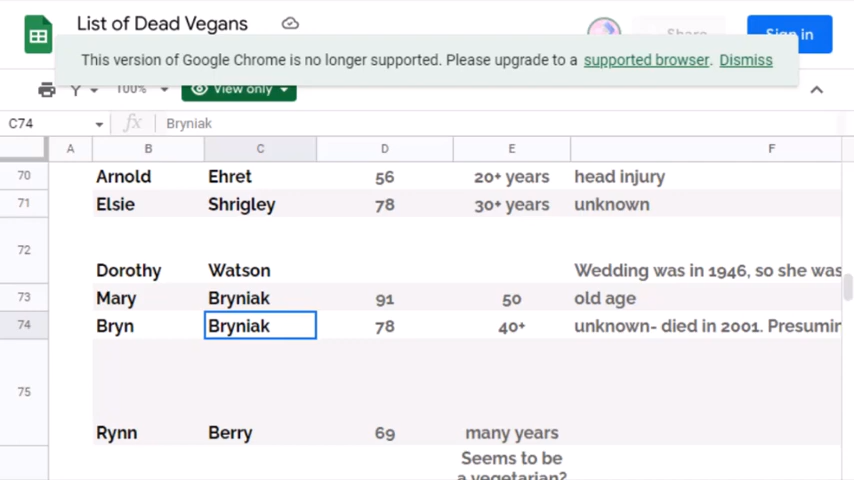 List of Dead Vegans
Share
Sign in
This version of Google Chrome is no longer supported. Please upgrade to a supported browser. Dismiss
100% View only
C74 fx Bryniak
A B C D E F
70 Arnold Ehret 56 20+ years head injury
71 Elsie Shrigley 78 30+ years unknown
72 Dorothy Watson Wedding was in 1946, so she was
73 Mary Bryniak 91 50 old age
74 Bryn Bryniak 78 40+ unknown- died in 2001. Presumin
75 Rynn Berry 69 many years
Seems to be
a vegetarian?